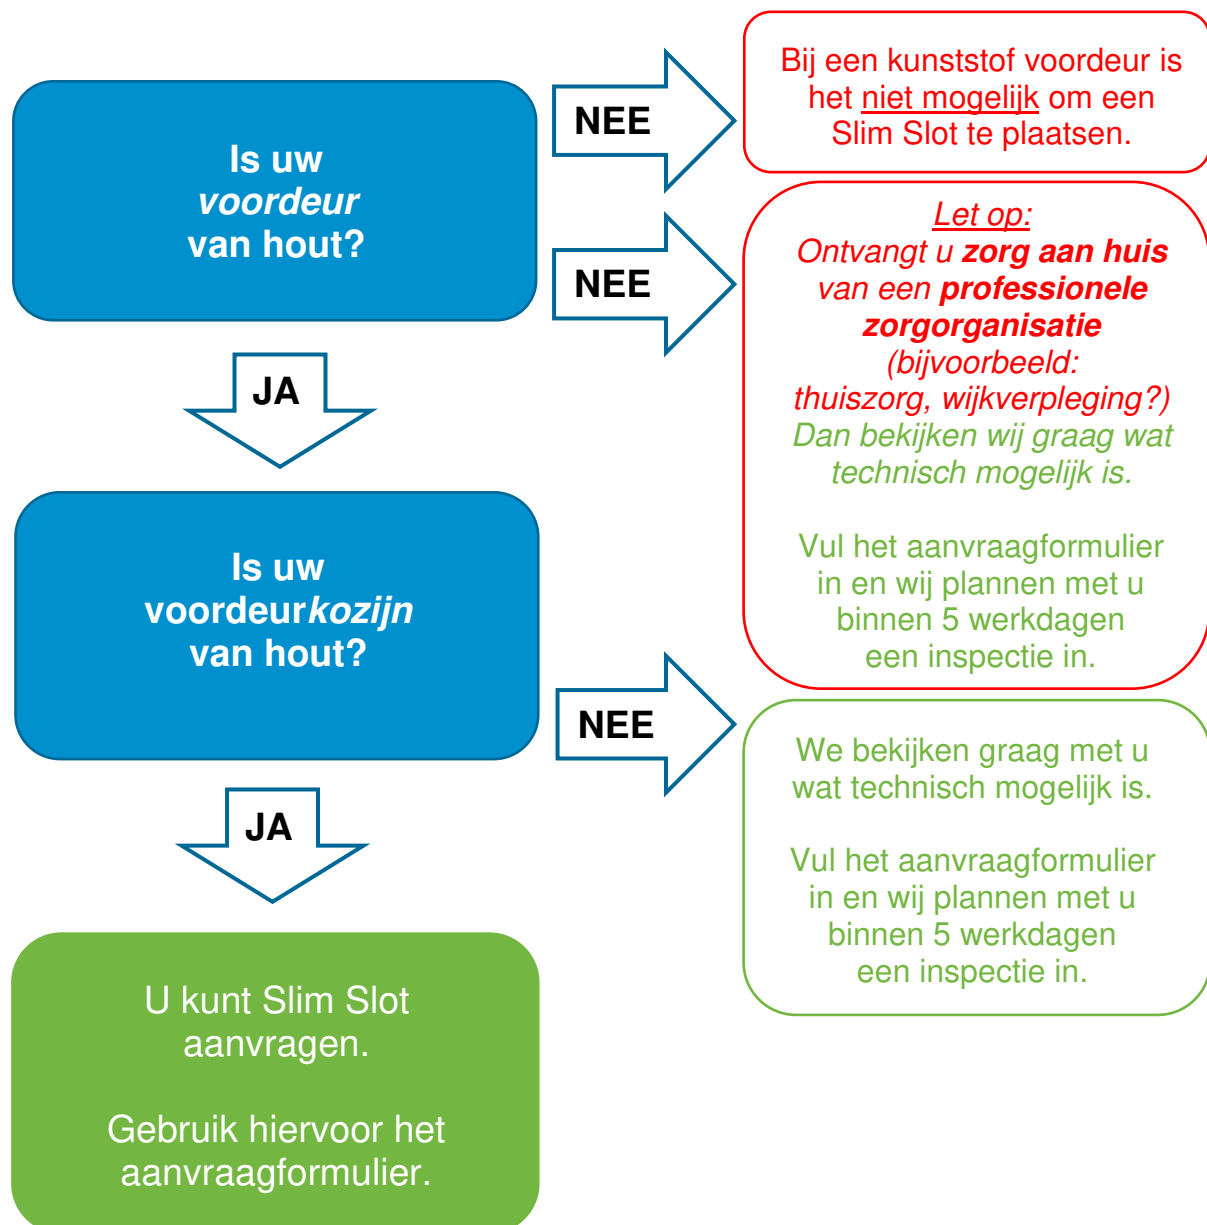 Is uw
voordeur
van hout?
NEE
Bij een kunststof voordeur is
het niet mogelijk om een
Slim Slot te plaatsen.
NEE
Let op:
Ontvangt u zorg aan huis
van een professionele
zorgorganisatie
(bijvoorbeeld:
thuiszorg, wijkverpleging?)
Dan bekijken wij graag wat
technisch mogelijk is.
Vul het aanvraagformulier
in en wij plannen met u
binnen 5 werkdagen
een inspectie in.
JA
Is uw
voordeurkozijn
van hout?
NEE
We bekijken graag met u
wat technisch mogelijk is.
Vul het aanvraagformulier
in en wij plannen met u
binnen 5 werkdagen
een inspectie in.
JA
U kunt Slim Slot
aanvragen.
Gebruik hiervoor het
aanvraagformulier.